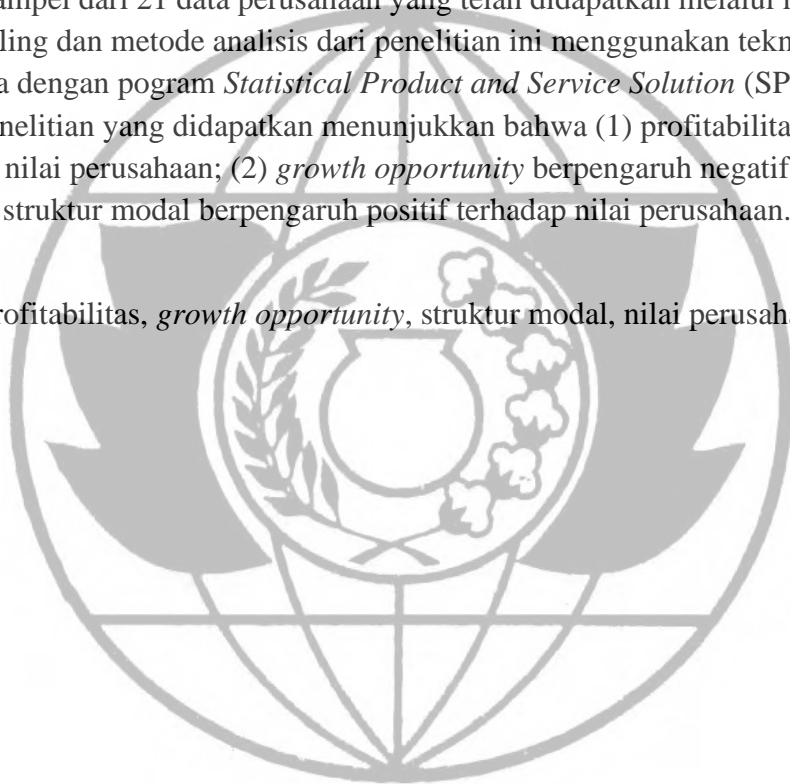 ampel dari 21 data perusahaan yang telah didapatkan melalui
ling dan metode analisis dari penelitian ini menggunakan tekn
a dengan pogram Statistical Product and Service Solution (SP
nelitian yang didapatkan menunjukkan bahwa (1) profitabilita
nilai perusahaan; (2) growth opportunity berpengaruh negatif
struktur modal berpengaruh positif terhadap nilai perusahaan.
rofitabilitas, growth opportunity, struktur modal, nilai perusaha